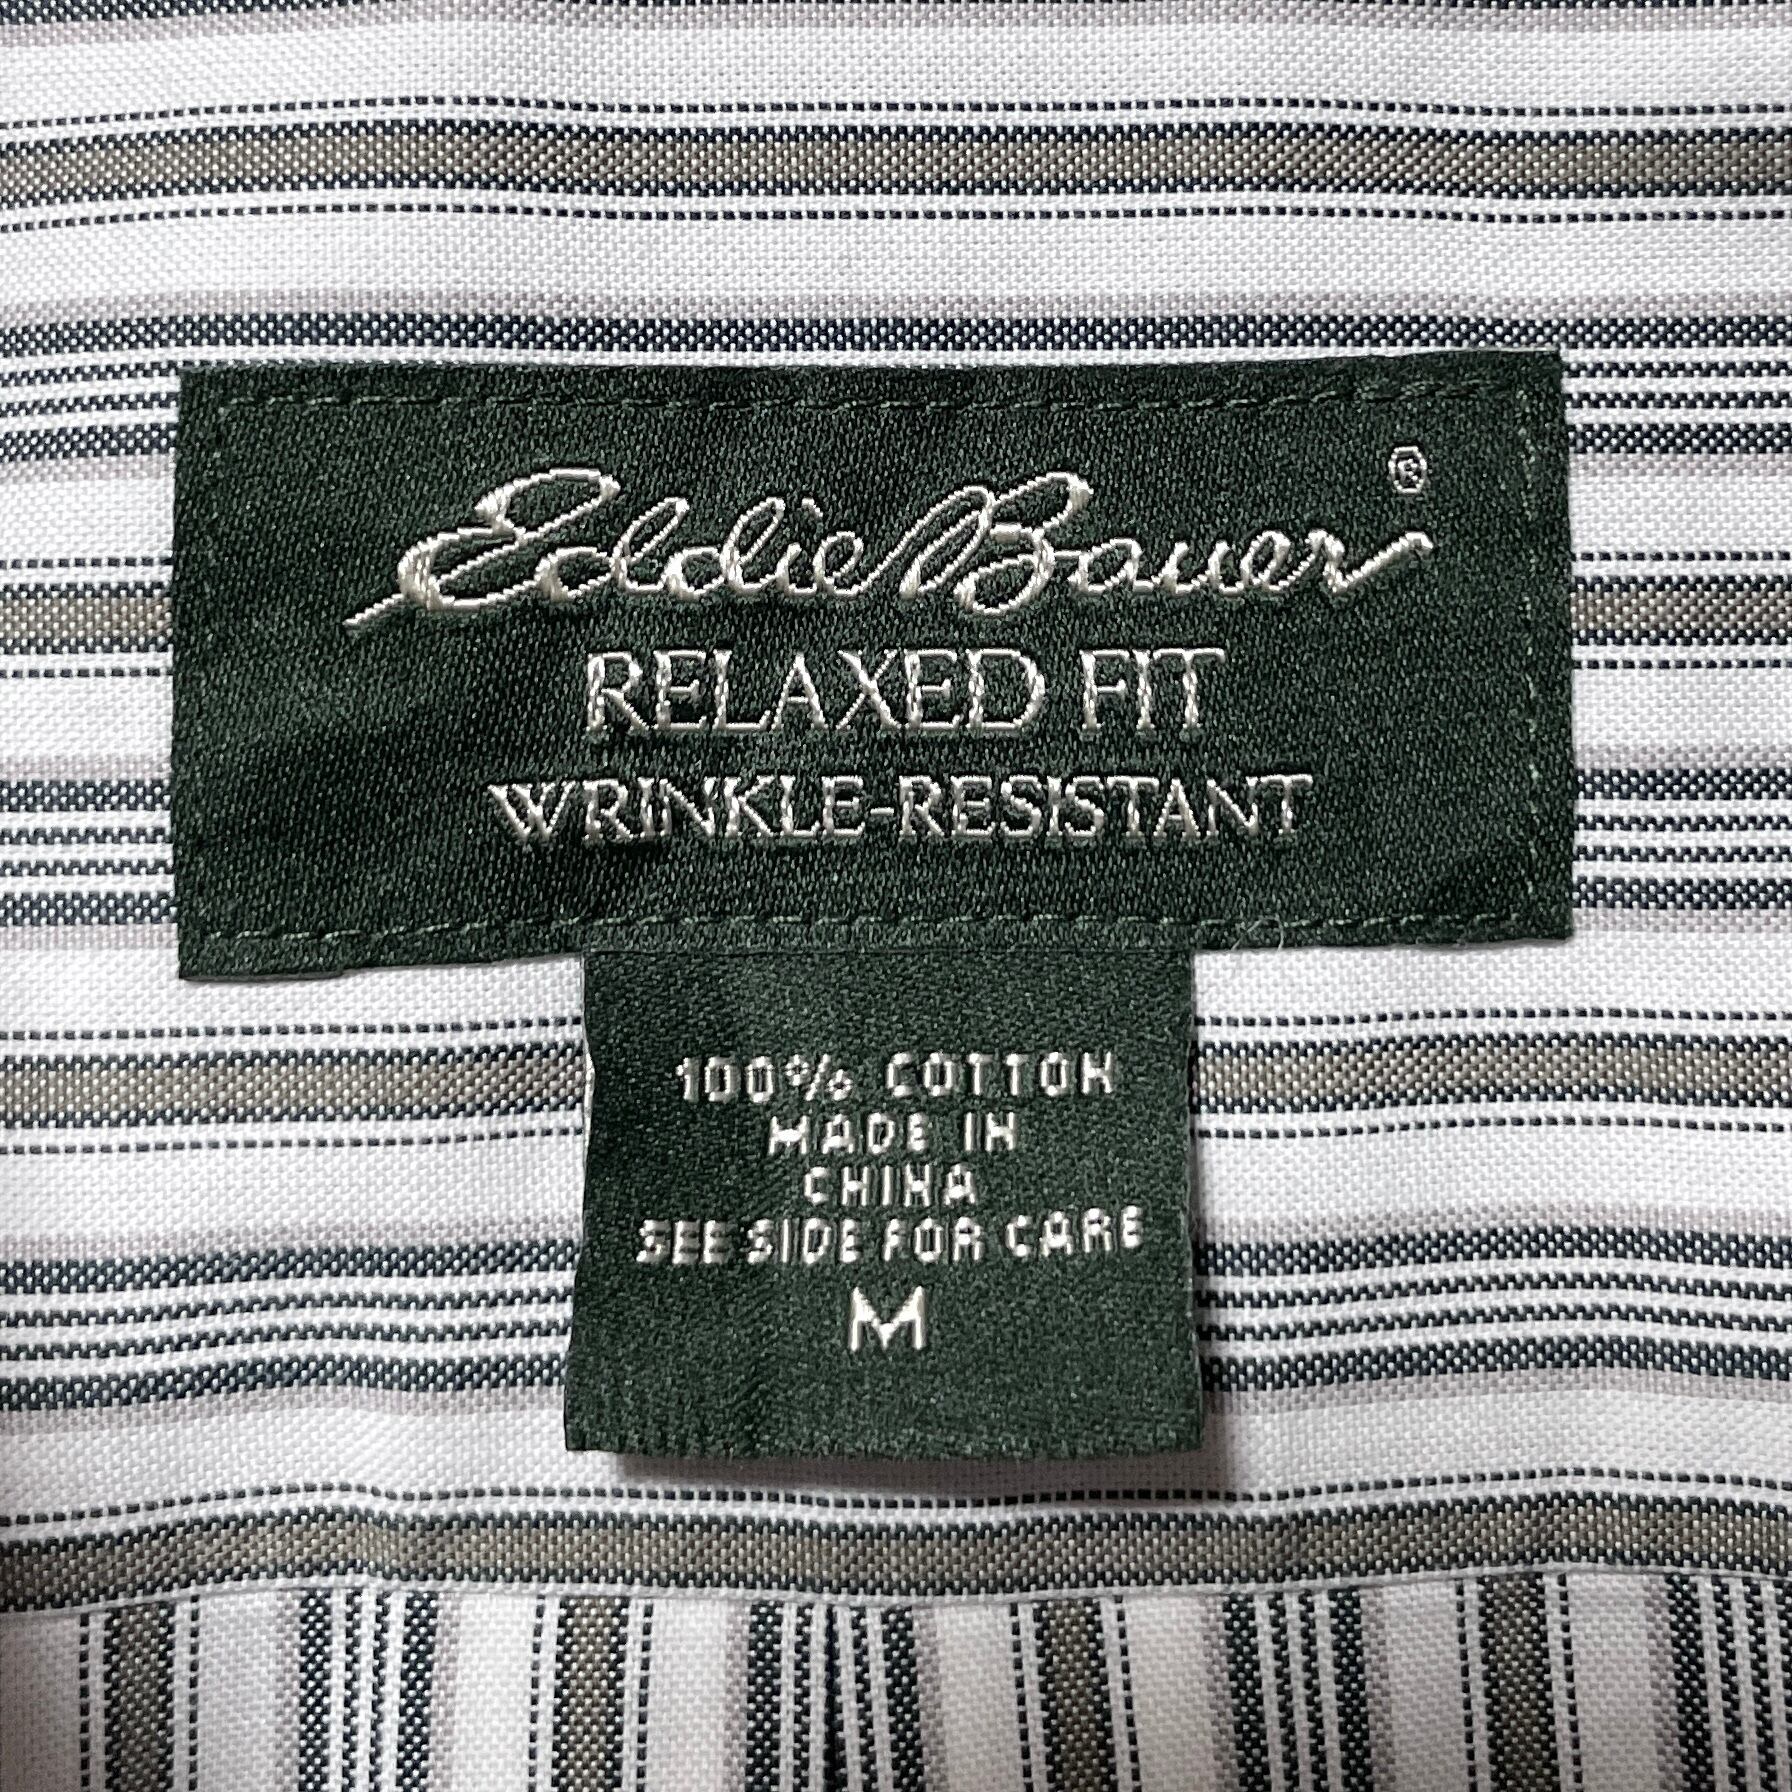 Eddie Bauer®
RELAXED FIT
WRINKLE-RESISTANT
100% COTTON
MADE IN
CHINA
SEE SIDE FOR CARE
M